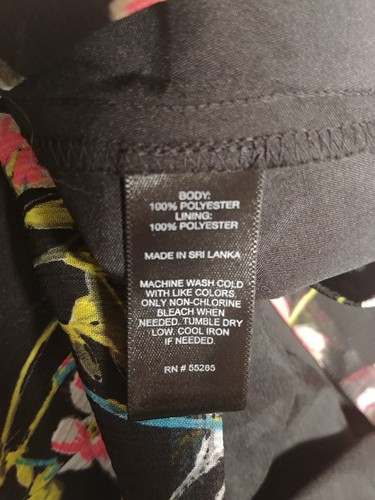 BODY:
100% POLYESTER
LINING:
100% POLYESTER
MADE IN SRI LANKA
MACHINE WASH COLD
WITH LIKE COLORS.
ONLY NON-CHLORINE
BLEACH WHEN
NEEDED. TUMBLE DRY
LOW. COOL IRON
IF NEEDED.
RN # 55285